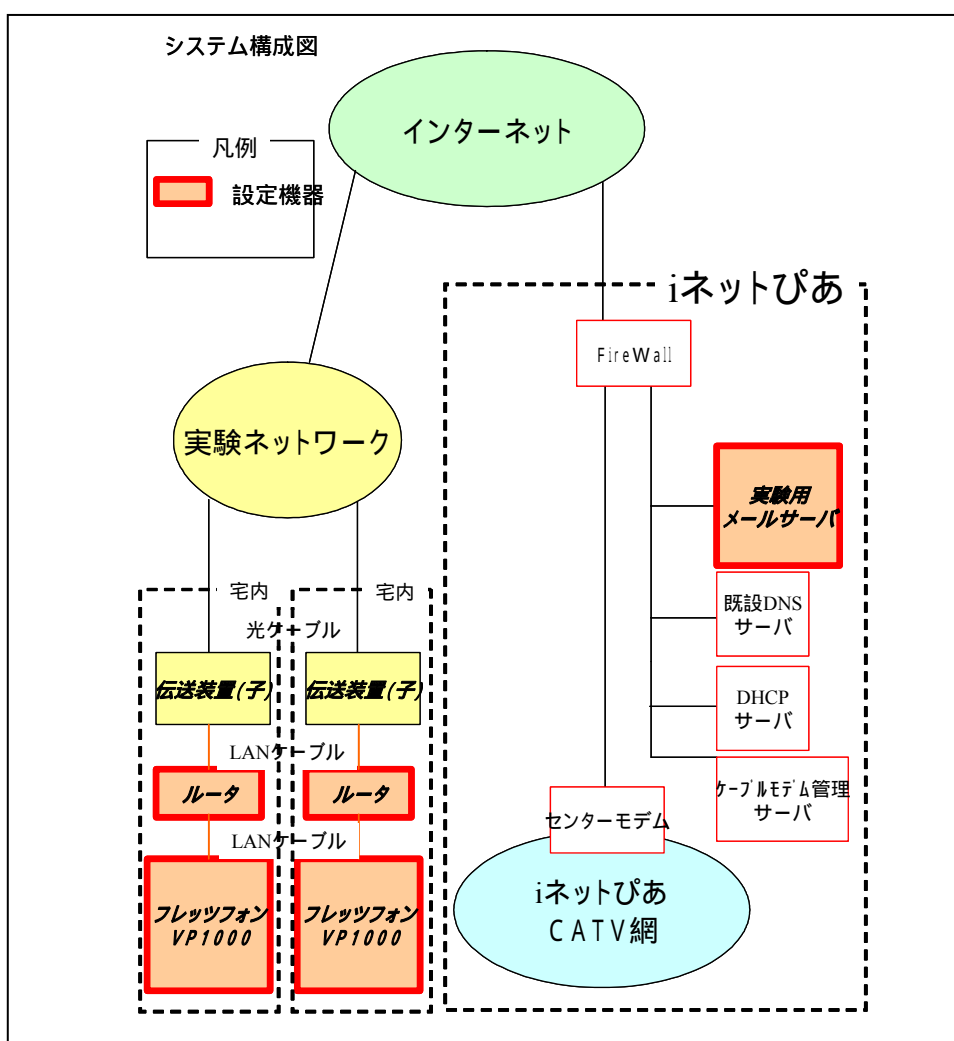 システム構成図
インターネット
凡例
設定機器
iネットぴあ
FireWall
実験ネットワーク
実験用
メールサーバ
宅内
宅内
既設DNS
サーバ
光ケーブル
伝送装置(子)
伝送装置(子)
DHCP
サーバ
LANケーブル
ルータ
ルータ
ｹｰﾌﾞﾙﾓﾃﾞﾑ管理
サーバ
センターモデム
LANケーブル
フレッツフォン
VP1000
フレッツフォン
VP1000
iネットぴあ
CATV網